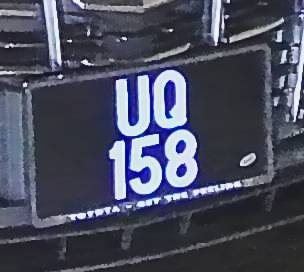 UQ
158
TOYOTA - GET THE FEELING